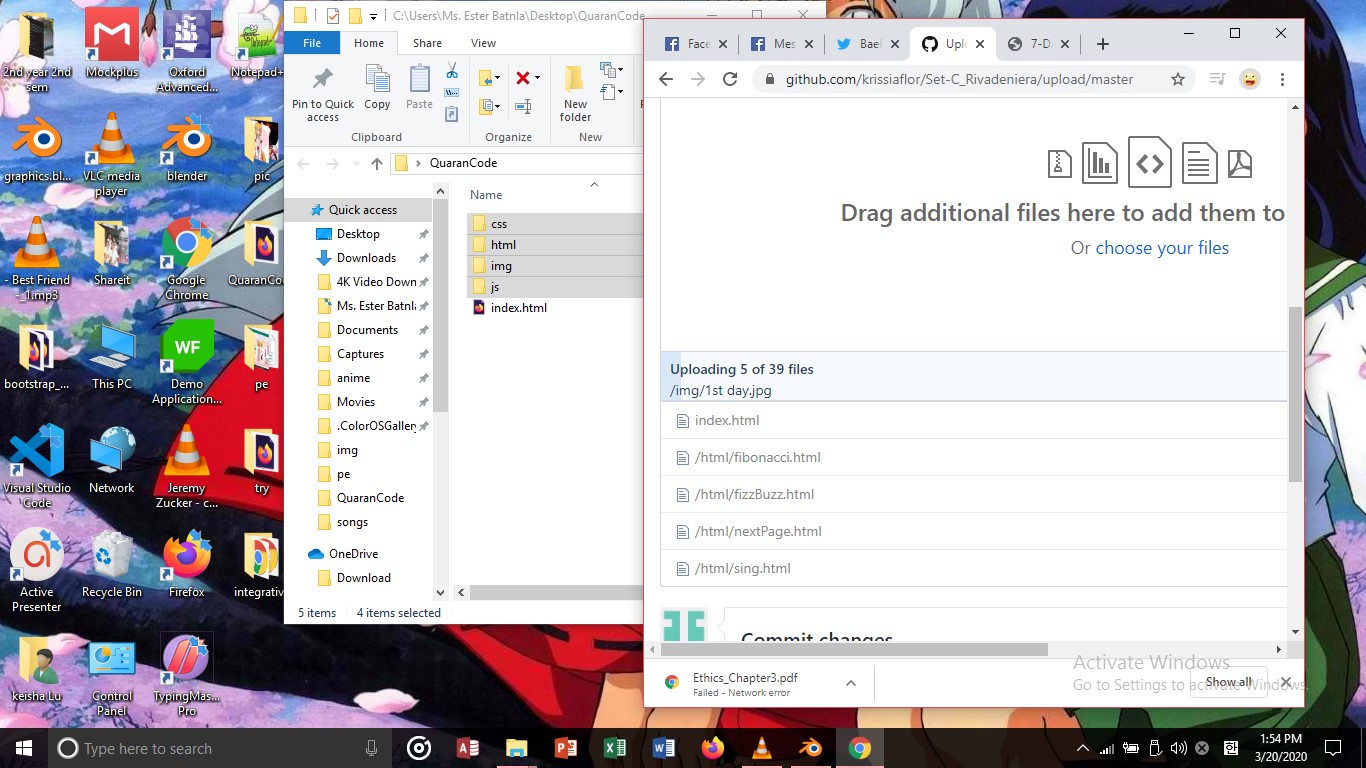 2nd year 2nd
sem
Mockplus
Oxford
Advanced...
Notepad+
graphics.bl...
VLC media
player
blender
pic
- Best Friend
-_1.mp3
Shareit
Google
Chrome
QuaranCo
bootstrap_...
This PC
WF
Demo
Application...
pe
Visual Studio
Code
Network
Jeremy
Zucker - c...
try
Active
Presenter
Recycle Bin
Firefox
integrativ
keisha Lu
Control
Panel
TypingMas...
Pro
C:\Users\Ms. Ester Batnla\Desktop\QuaranCode
File
Home
Share
View
Pin to Quick
access
Copy
Paste
New
folder
Clipboard
Organize
New
QuaranCode
Name
Quick access
Desktop
Downloads
4K Video Down
Ms. Ester Batnla
Documents
Captures
anime
Movies
.ColorOSGallery
img
pe
QuaranCode
songs
OneDrive
Download
css
html
img
js
index.html
5 items
4 items selected
Face
Mes
Bael
Uplo
7-D
github.com/krissiaflor/Set-C_Rivadeniera/upload/master
Drag additional files here to add them to
Or choose your files
Uploading 5 of 39 files
/img/1st day.jpg
index.html
/html/fibonacci.html
/html/fizzBuzz.html
/html/nextPage.html
/html/sing.html
Commit changes
Ethics_Chapter3.pdf
Failed - Network error
Show all
Activate Windows
Go to Settings to activate Windows.
Type here to search
1:54 PM
3/20/2020